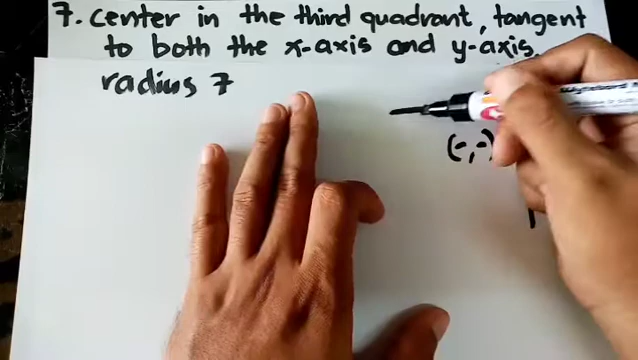 7. center in the third quadrant, tangent
to both the x-axis and y-axis,
radius 7
(-,-)